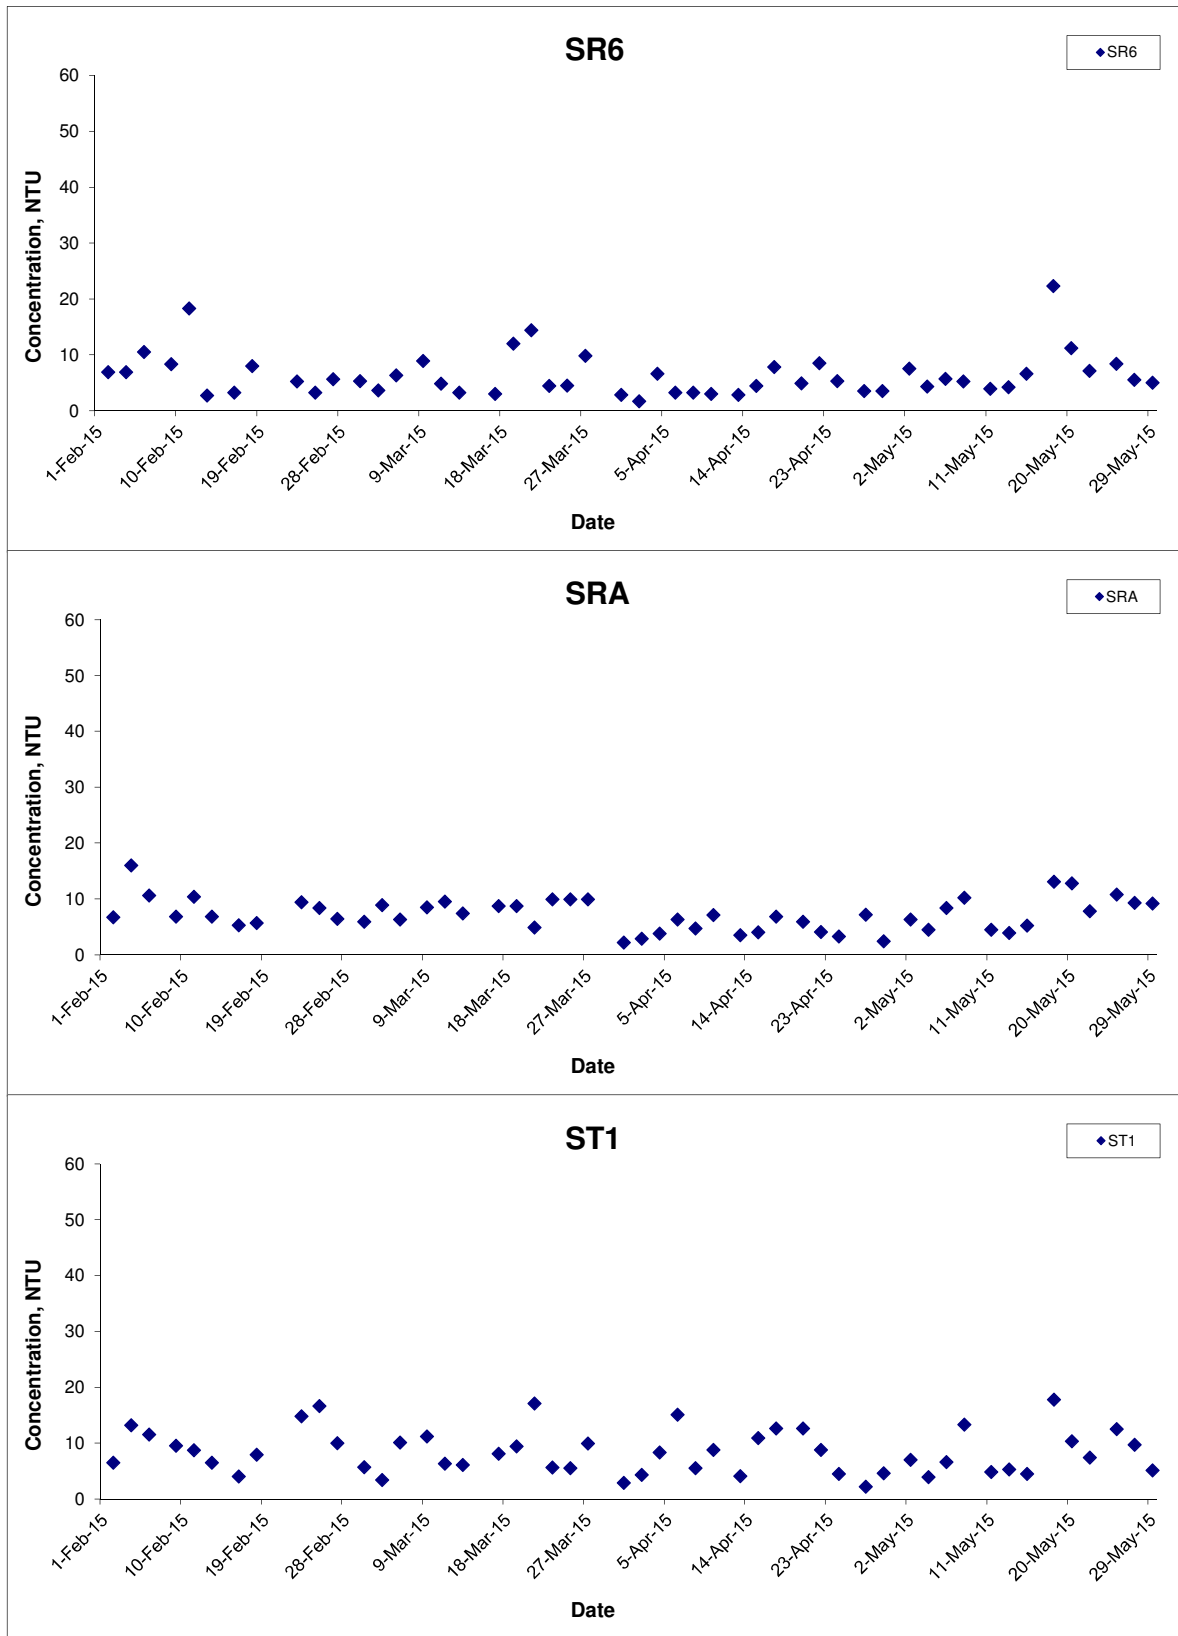 SR6
SR6
60
50
40
30
20
10
0
Concentration, NTU
1-Feb-15
10-Feb-15
19-Feb-15
28-Feb-15
9-Mar-15
18-Mar-15
27-Mar-15
5-Apr-15
14-Apr-15
23-Apr-15
2-May-15
11-May-15
20-May-15
29-May-15
Date
SRA
SRA
60
50
40
30
20
10
0
Concentration, NTU
1-Feb-15
10-Feb-15
19-Feb-15
28-Feb-15
9-Mar-15
18-Mar-15
27-Mar-15
5-Apr-15
14-Apr-15
23-Apr-15
2-May-15
11-May-15
20-May-15
29-May-15
Date
ST1
ST1
60
50
40
30
20
10
0
Concentration, NTU
1-Feb-15
10-Feb-15
19-Feb-15
28-Feb-15
9-Mar-15
18-Mar-15
27-Mar-15
5-Apr-15
14-Apr-15
23-Apr-15
2-May-15
11-May-15
20-May-15
29-May-15
Date